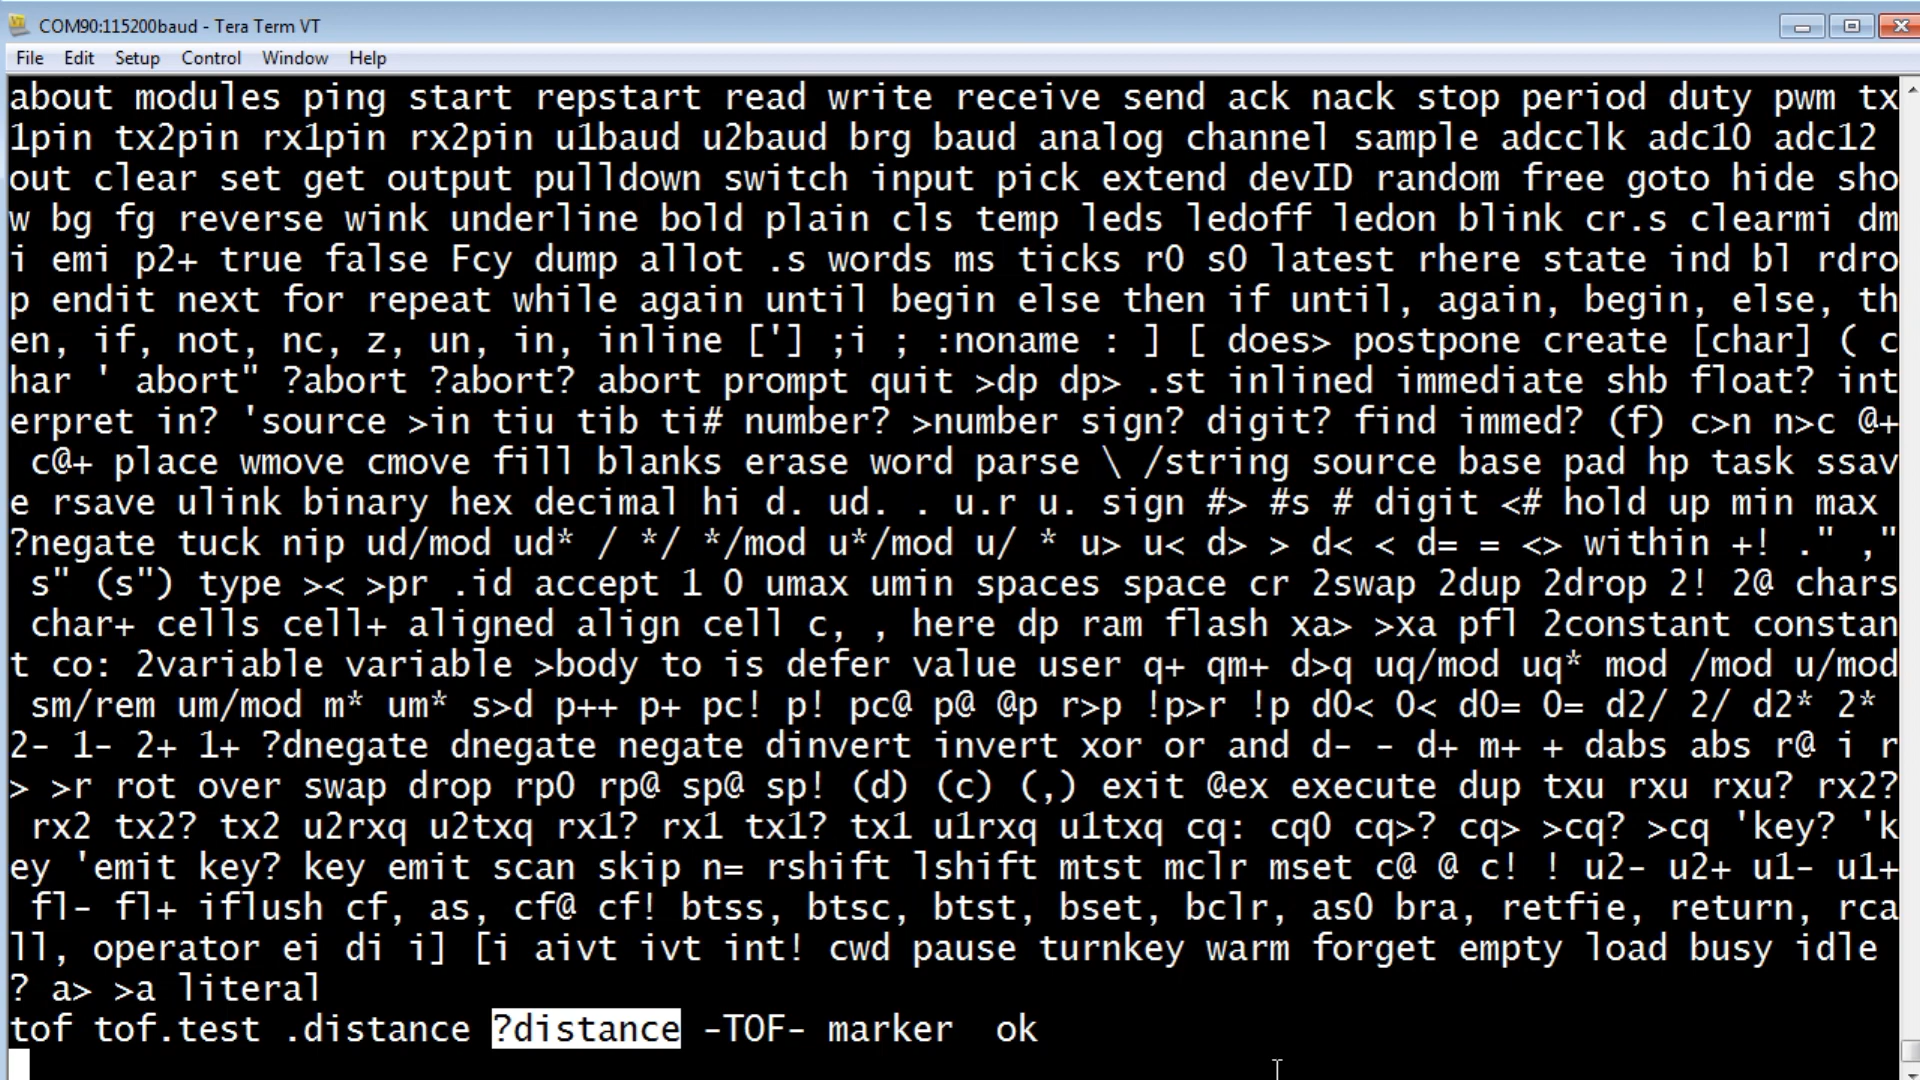 COM90:115200baud - Tera Term VT
File Edit Setup Control Window Help
about modules ping start repstart read write receive send ack nack stop period duty pwm tx
1pin tx2pin rx1pin rx2pin u1baud u2baud brg baud analog channel sample adcclk adc10 adc12
out clear set get output pulldown switch input pick extend devID random free goto hide sho
w bg fg reverse wink underline bold plain cls temp leds ledoff ledon blink cr.s clearmi dm
i emi p2+ true false Fcy dump allot .s words ms ticks r0 s0 latest rhere state ind bl rdro
p endit next for repeat while again until begin else then if until, again, begin, else, th
en, if, not, nc, z, un, in, inline ['] ;i ; :noname : ] [ does> postpone create [char] ( c
har ' abort" ?abort ?abort? abort prompt quit >dp dp> .st inlined immediate shb float? int
erpret in? 'source >in tiu tib ti# number? >number sign? digit? find immed? (f) c>n n>c @+
 c@+ place wmove cmove fill blanks erase word parse \ /string source base pad hp task ssav
e rsave ulink binary hex decimal hi d. ud. . u.r u. sign #> #s # digit <# hold up min max
?negate tuck nip ud/mod ud* / */ */mod u*/mod u/ * u> u< d> > d< < d= = <> within +! ." ,"
 s" (s") type >< >pr .id accept 1 0 umax umin spaces space cr 2swap 2dup 2drop 2! 2@ chars
 char+ cells cell+ aligned align cell c, , here dp ram flash xa> >xa pfl 2constant constan
t co: 2variable variable >body to is defer value user q+ qm+ d>q uq/mod uq* mod /mod u/mod
 sm/rem um/mod m* um* s>d p++ p+ pc! p! pc@ p@ @p r>p !p>r !p d0< 0< d0= 0= d2/ 2/ d2* 2*
2- 1- 2+ 1+ ?dnegate dnegate negate dinvert invert xor or and d- - d+ m+ + dabs abs r@ i r
> >r rot over swap drop rp0 rp@ sp@ sp! (d) (c) (,) exit @ex execute dup txu rxu rxu? rx2?
 rx2 tx2? tx2 u2rxq u2txq rx1? rx1 tx1? tx1 u1rxq u1txq cq: cq0 cq>? cq> >cq? >cq 'key? 'k
ey 'emit key? key emit scan skip n= rshift lshift mtst mclr mset c@ @ c! ! u2- u2+ u1- u1+
 fl- fl+ iflush cf, as, cf@ cf! btss, btsc, btst, bset, bclr, as0 bra, retfie, return, rca
ll, operator ei di i] [i aivt ivt int! cwd pause turnkey warm forget empty load busy idle
? a> >a literal
tof tof.test .distance ?distance -TOF- marker  ok